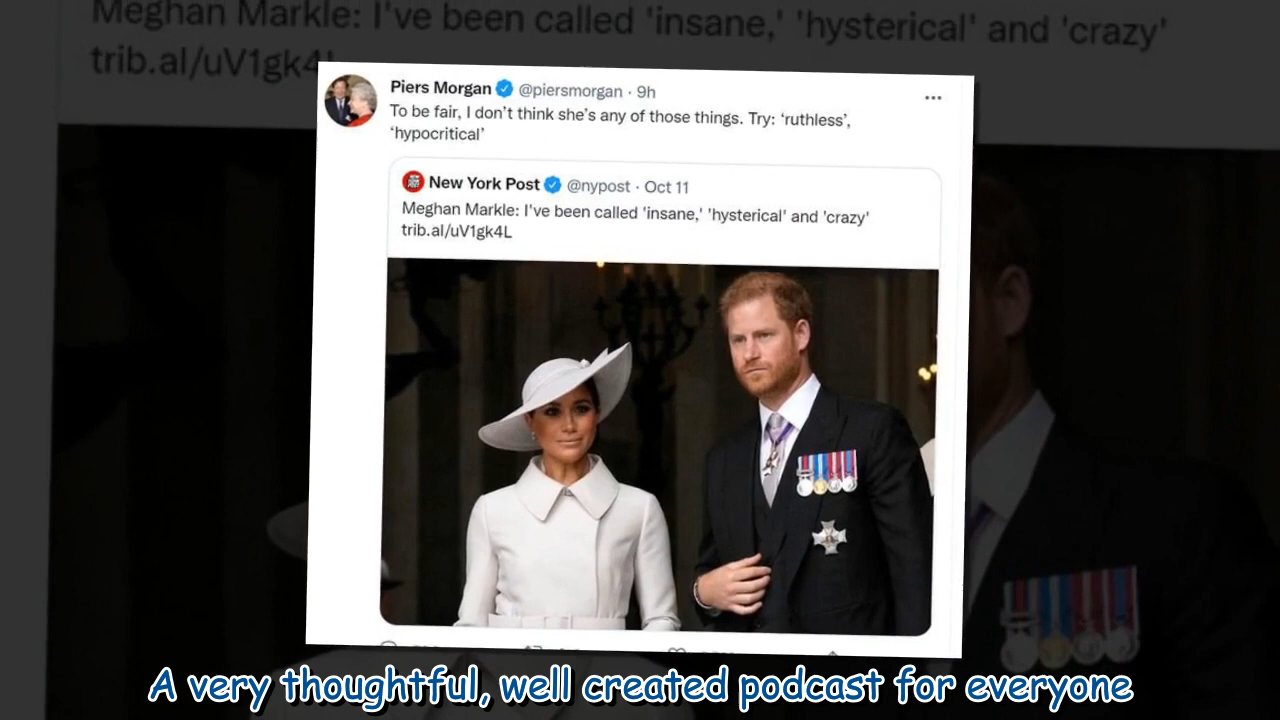 Meghan Markle: I've been called 'insane,' 'hysterical' and 'crazy'
trib.al/uV1gk4L
Piers Morgan @piersmorgan · 9h
To be fair, I don't think she's any of those things. Try: 'ruthless',
'hypocritical'
New York Post @nypost · Oct 11
Meghan Markle: I've been called 'insane,' 'hysterical' and 'crazy'
trib.al/uV1gk4L
A very thoughtful, well created podcast for everyone